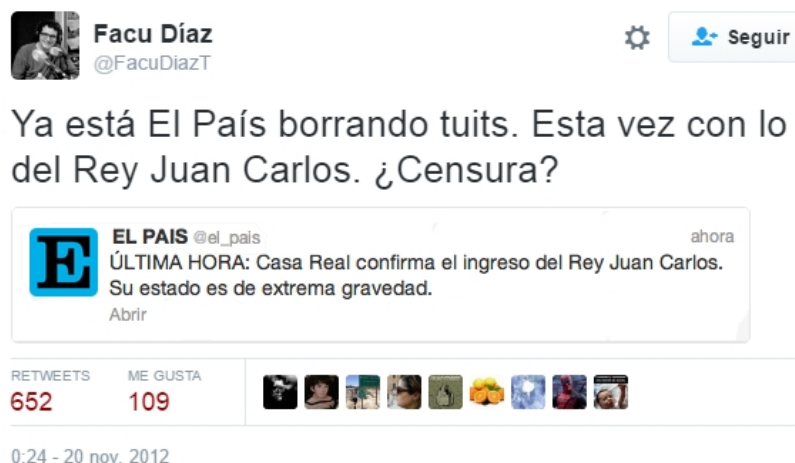 Facu Díaz
@FacuDiazT
Seguir
Ya está El País borrando tuits. Esta vez con lo
del Rey Juan Carlos. ¿Censura?
E
EL PAIS @el_pais
ahora
ÚLTIMA HORA: Casa Real confirma el ingreso del Rey Juan Carlos.
Su estado es de extrema gravedad.
Abrir
RETWEETS
ME GUSTA
652
109
0:24 - 20 nov. 2012